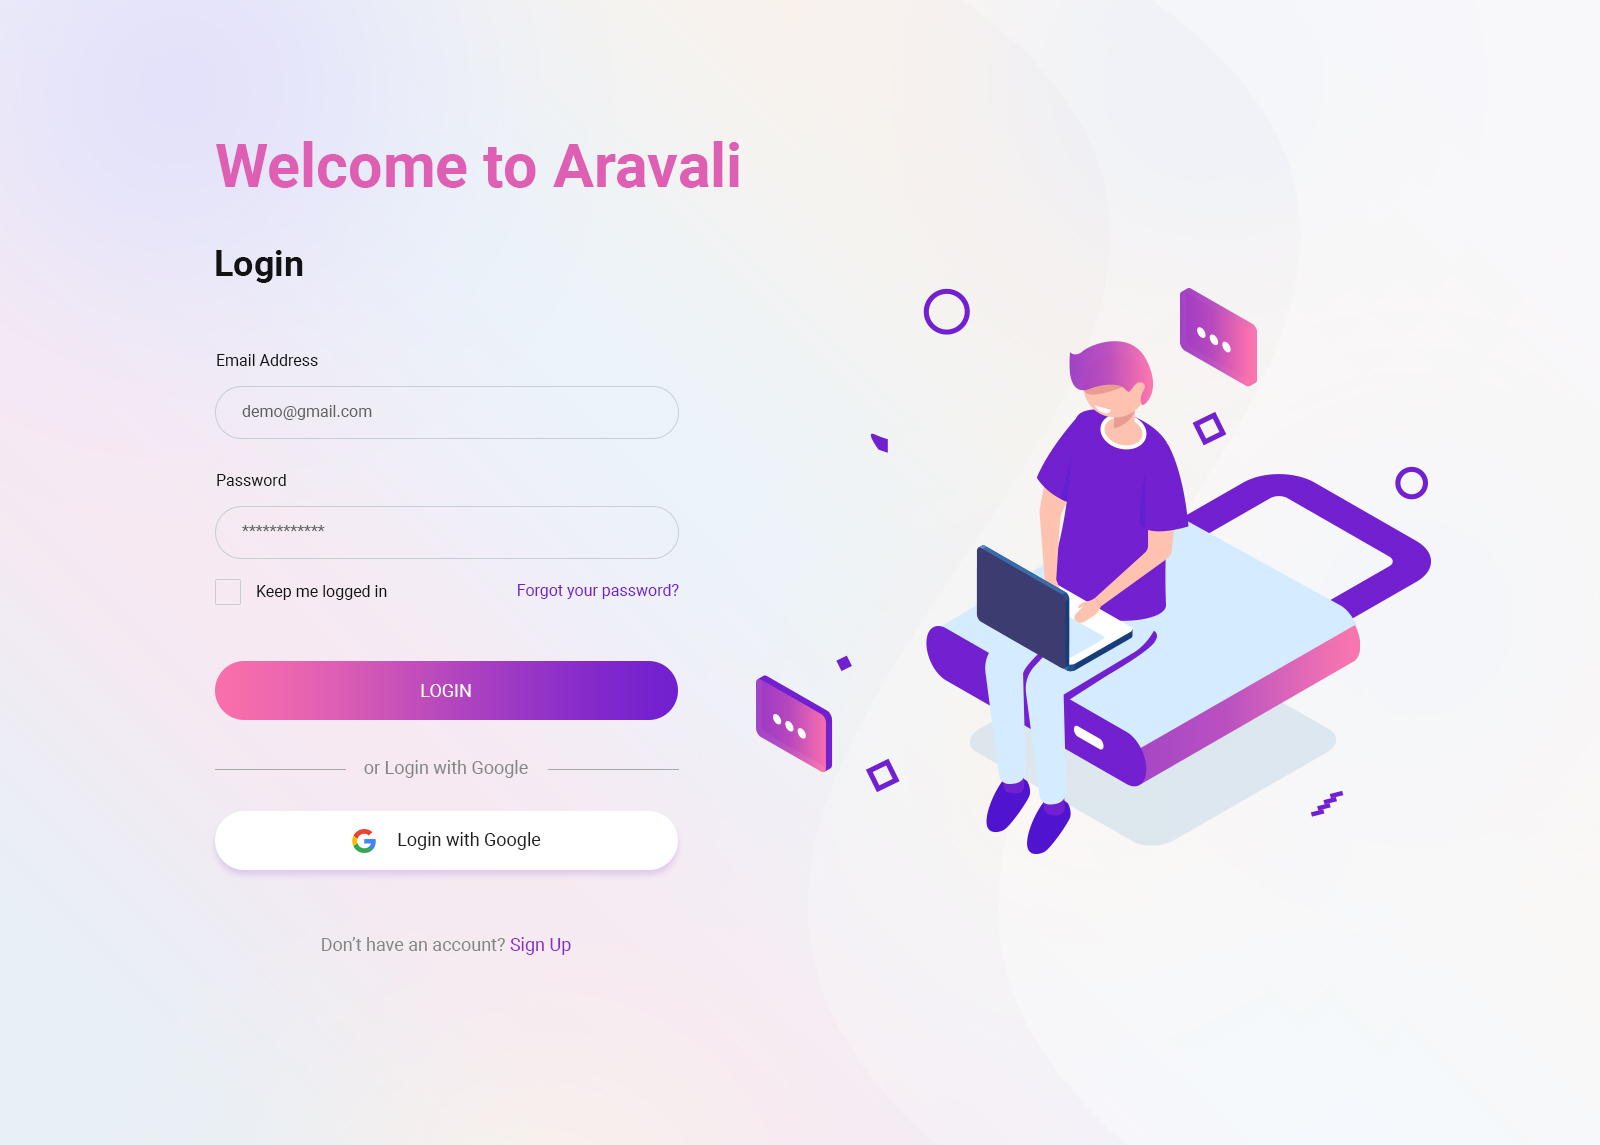 Welcome to Aravali
Login
Email Address
demo@gmail.com
Password
************
Keep me logged in
Forgot your password?
LOGIN
or Login with Google
Login with Google
Don’t have an account? Sign Up